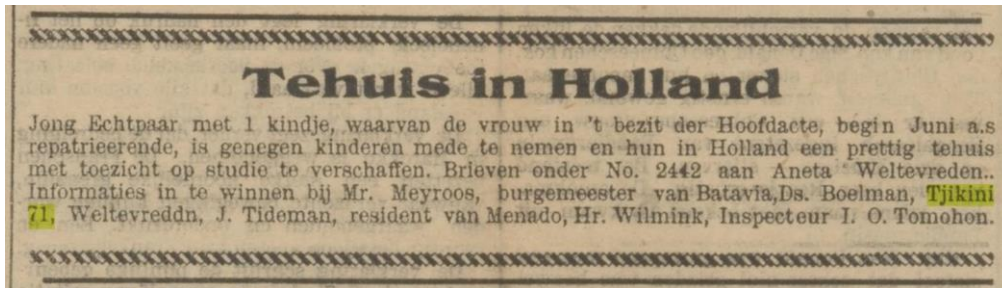 Tehuis in Holland
Jong Echtpaar met 1 kindje, waarvan de vrouw in 't bezit der Hoofdacte, begin Juni a.s
repatrieerende, is genegen kinderen mede te nemen en hun in Holland een prettig tehuis
met toezicht op studie te verschaffen. Brieven onder No. 2442 aan Aneta Weltevreden..
Informaties in te winnen bij Mr. Meyroos, burgemeester van Batavia,Ds. Boelman, Tjikini
71, Weltevreddn, J. Tideman, resident van Menado, Hr. Wilmink, Inspecteur I. O. Tomohon.